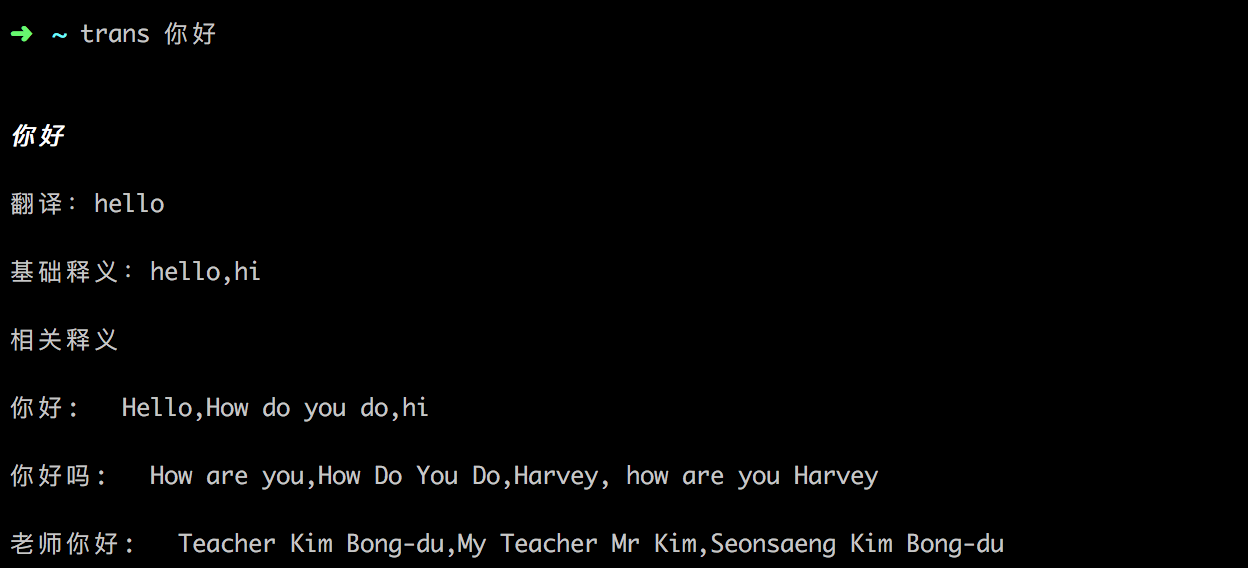 ➜ ~ trans 你好
你好
翻译：hello
基础释义：hello,hi
相关释义
你好： Hello,How do you do,hi
你好吗： How are you,How Do You Do,Harvey, how are you Harvey
老师你好： Teacher Kim Bong-du,My Teacher Mr Kim,Seonsaeng Kim Bong-du